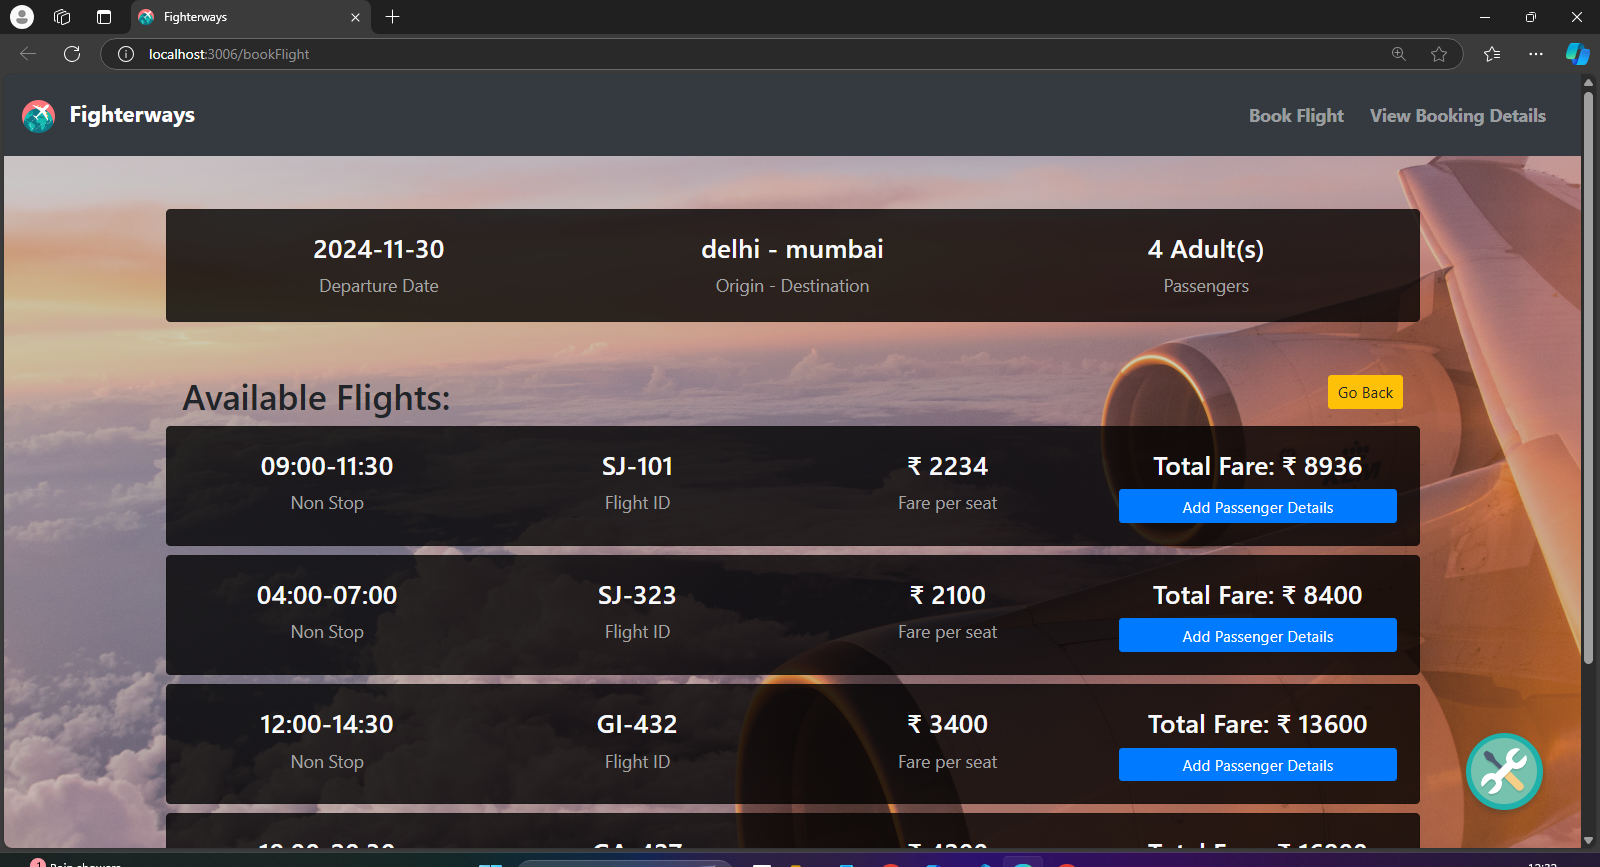 Fighterways
localhost:3006/bookFlight
Fighterways
Book Flight View Booking Details
2024-11-30 delhi - mumbai 4 Adult(s)
Departure Date Origin - Destination Passengers
Available Flights:
Go Back
09:00-11:30 SJ-101 ₹ 2234 Total Fare: ₹ 8936
Non Stop Flight ID Fare per seat Add Passenger Details
04:00-07:00 SJ-323 ₹ 2100 Total Fare: ₹ 8400
Non Stop Flight ID Fare per seat Add Passenger Details
12:00-14:30 GI-432 ₹ 3400 Total Fare: ₹ 13600
Non Stop Flight ID Fare per seat Add Passenger Details